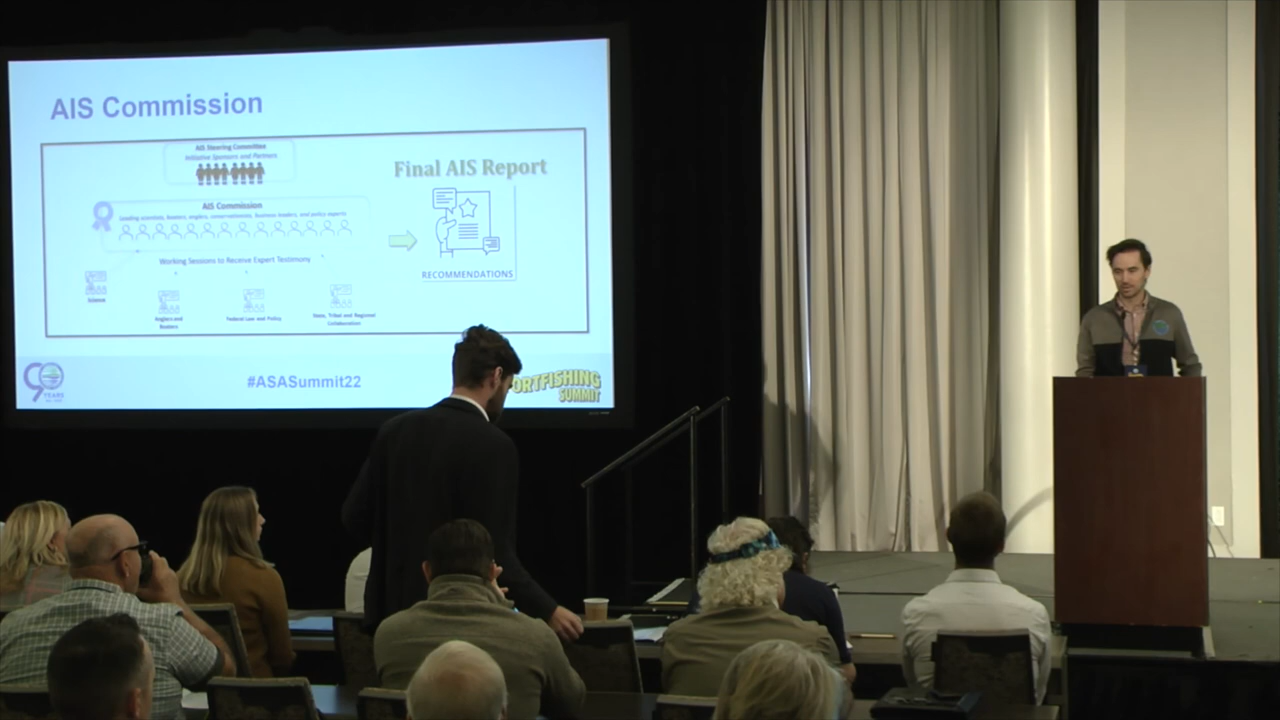 AIS Commission
AIS Steering Committee
Initiative Sponsors and Partners
AIS Commission
Leading scientists, boaters, anglers, conservationists, business leaders, and policy experts
Working Sessions to Receive Expert Testimony
Science
Anglers and
Boaters
Federal Law and Policy
State, Tribal and Regional
Collaboration
Final AIS Report
RECOMMENDATIONS
90
YEARS
#ASASummit22
ORTFISHING
SUMMIT